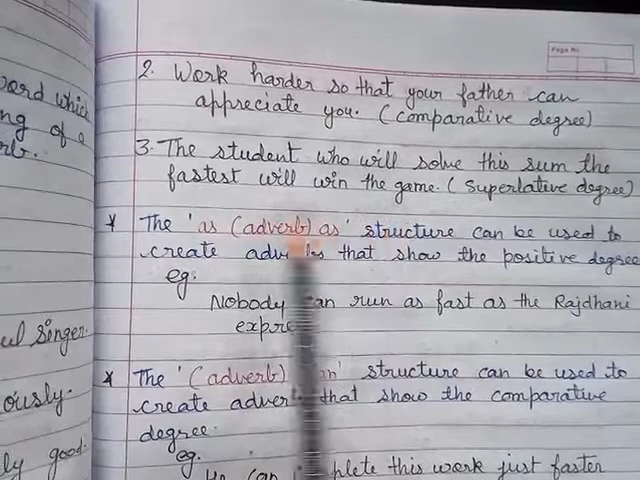 Page No.
2. Work harder so that your father can
appreciate you. (comparative degree)
3. The student who will solve this sum the
fastest will win the game. (Superlative degree)
* The 'as (adverb) as' structure can be used to
create that show the positive degree
eg.
Nobody can run as fast as the Rajdhani
* The '(adverb) structure can be used to
create that show the comparative
degree.
eg.
this work just faster
which
ng of a
rb.
ul singer.
ously.
ly good.